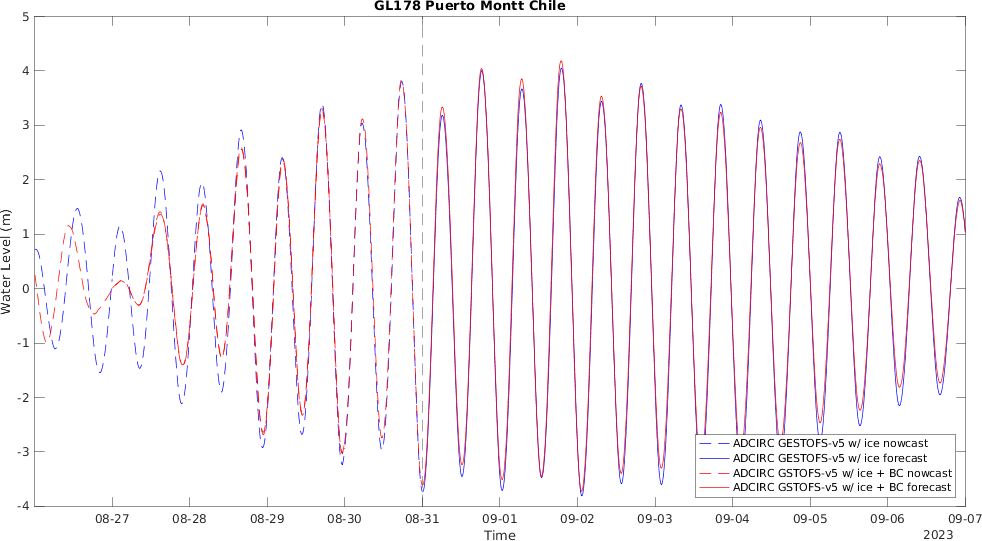 GL178 Puerto Montt Chile
5
4
3
2
1
0
-1
-2
-3
-4
Water Level (m)
ADCIRC GESTOFS-v5 w/ ice nowcast
ADCIRC GESTOFS-v5 w/ ice forecast
ADCIRC GSTOFS-v5 w/ ice + BC nowcast
ADCIRC GSTOFS-v5 w/ ice + BC forecast
08-27 08-28 08-29 08-30 08-31 09-01 09-02 09-03 09-04 09-05 09-06 09-07
Time
2023